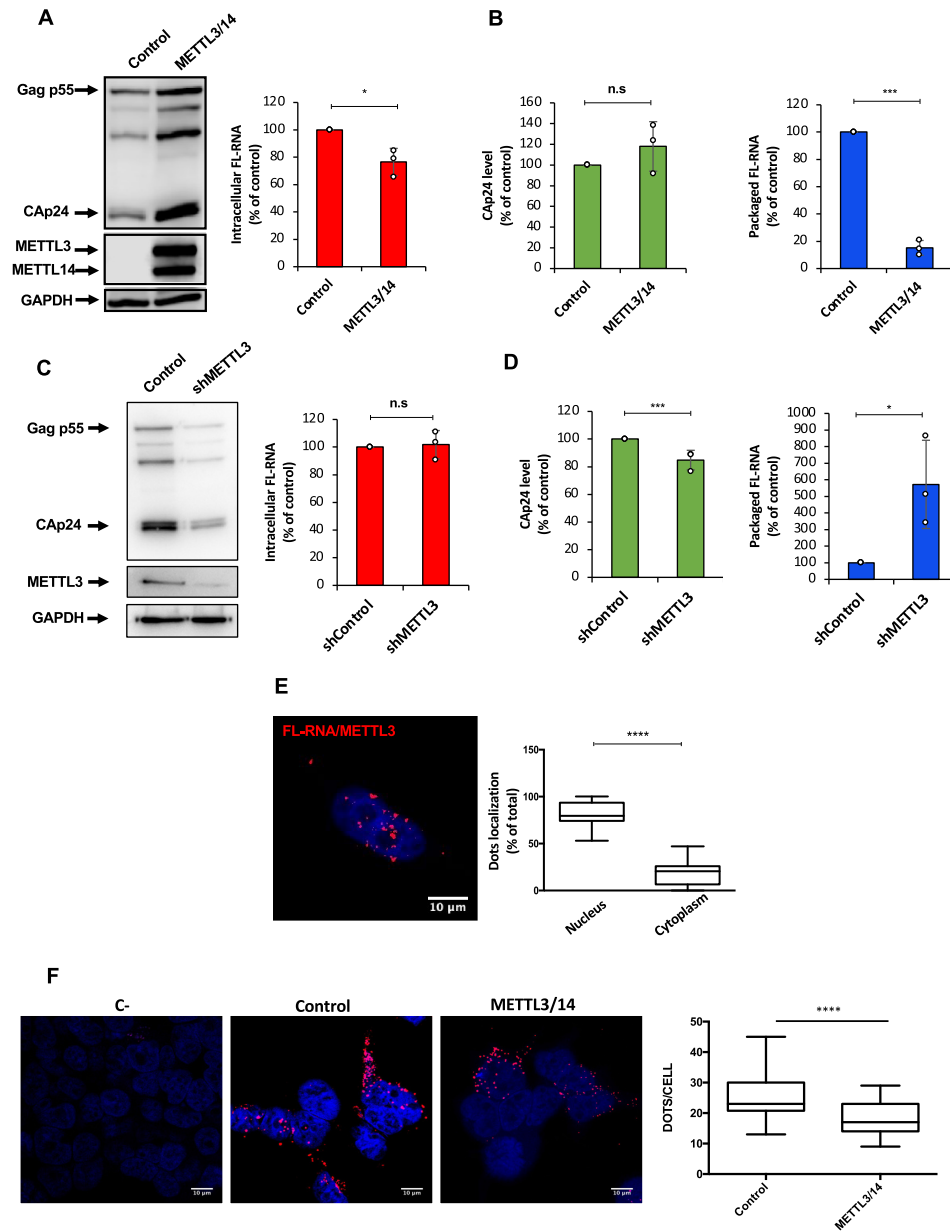 A
Control
METTL3/14
Gag p55
CAp24
METTL3
METTL14
GAPDH
Intracellular FL-RNA
(% of control)
120
100
80
60
40
20
0
*
Control
METTL3/14
B
CAp24 level
(% of control)
160
140
120
100
80
60
40
20
0
n.s
Control
METTL3/14
Packaged FL-RNA
(% of control)
120
100
80
60
40
20
0
***
Control
METTL3/14
C
Control
shMETTL3
Gag p55
CAp24
METTL3
GAPDH
Intracellular FL-RNA
(% of control)
120
100
80
60
40
20
0
n.s
shControl
shMETTL3
D
CAp24 level
(% of control)
120
100
80
60
40
20
0
***
shControl
shMETTL3
Packaged FL-RNA
(% of control)
1000
900
800
700
600
500
400
300
200
100
0
*
shControl
shMETTL3
E
FL-RNA/METTL3
10 µm
Dots localization
(% of total)
150
100
50
0
****
Nucleus
Cytoplasm
F
C-
10 µm
Control
10 µm
METTL3/14
10 µm
DOTS/CELL
50
40
30
20
10
0
****
Control
METTL3/14